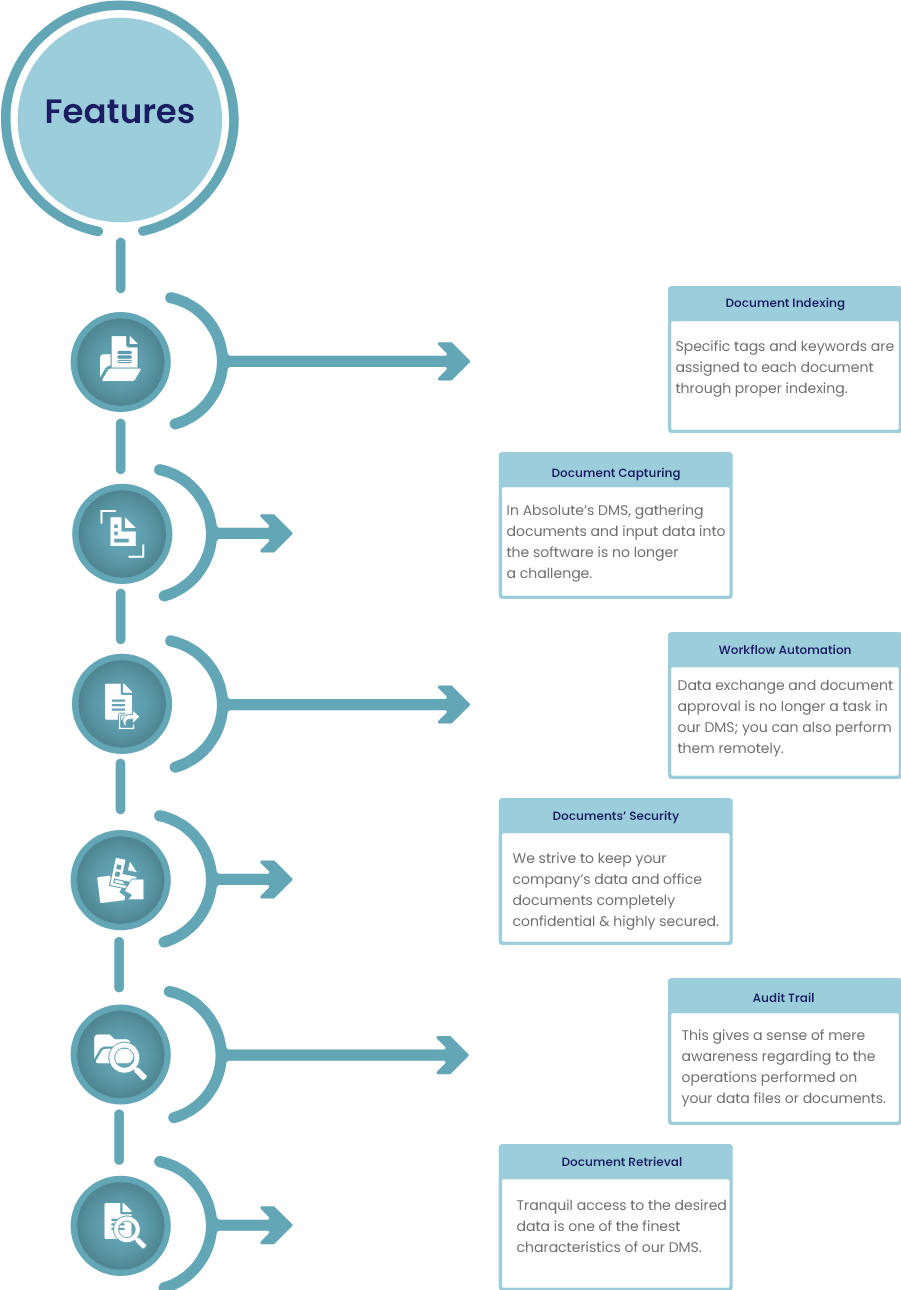 Features
Document Indexing
Specific tags and keywords are
assigned to each document
through proper indexing.
Document Capturing
In Absolute’s DMS, gathering
documents and input data into
the software is no longer
a challenge.
Workflow Automation
Data exchange and document
approval is no longer a task in
our DMS; you can also perform
them remotely.
Documents’ Security
We strive to keep your
company’s data and office
documents completely
confidential & highly secured.
Audit Trail
This gives a sense of mere
awareness regarding to the
operations performed on
your data files or documents.
Document Retrieval
Tranquil access to the desired
data is one of the finest
characteristics of our DMS.